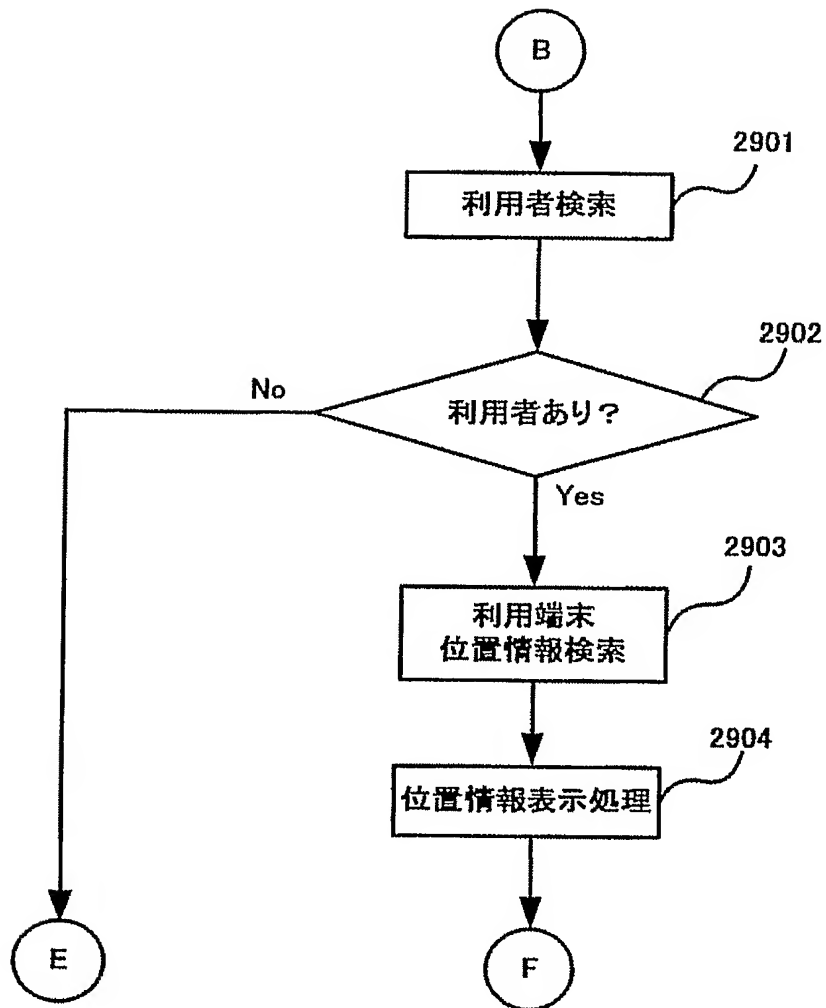 B
2901
利用者検索
2902
No
利用者あり?
Yes
2903
利用端末
位置情報検索
2904
位置情報表示処理
E
F